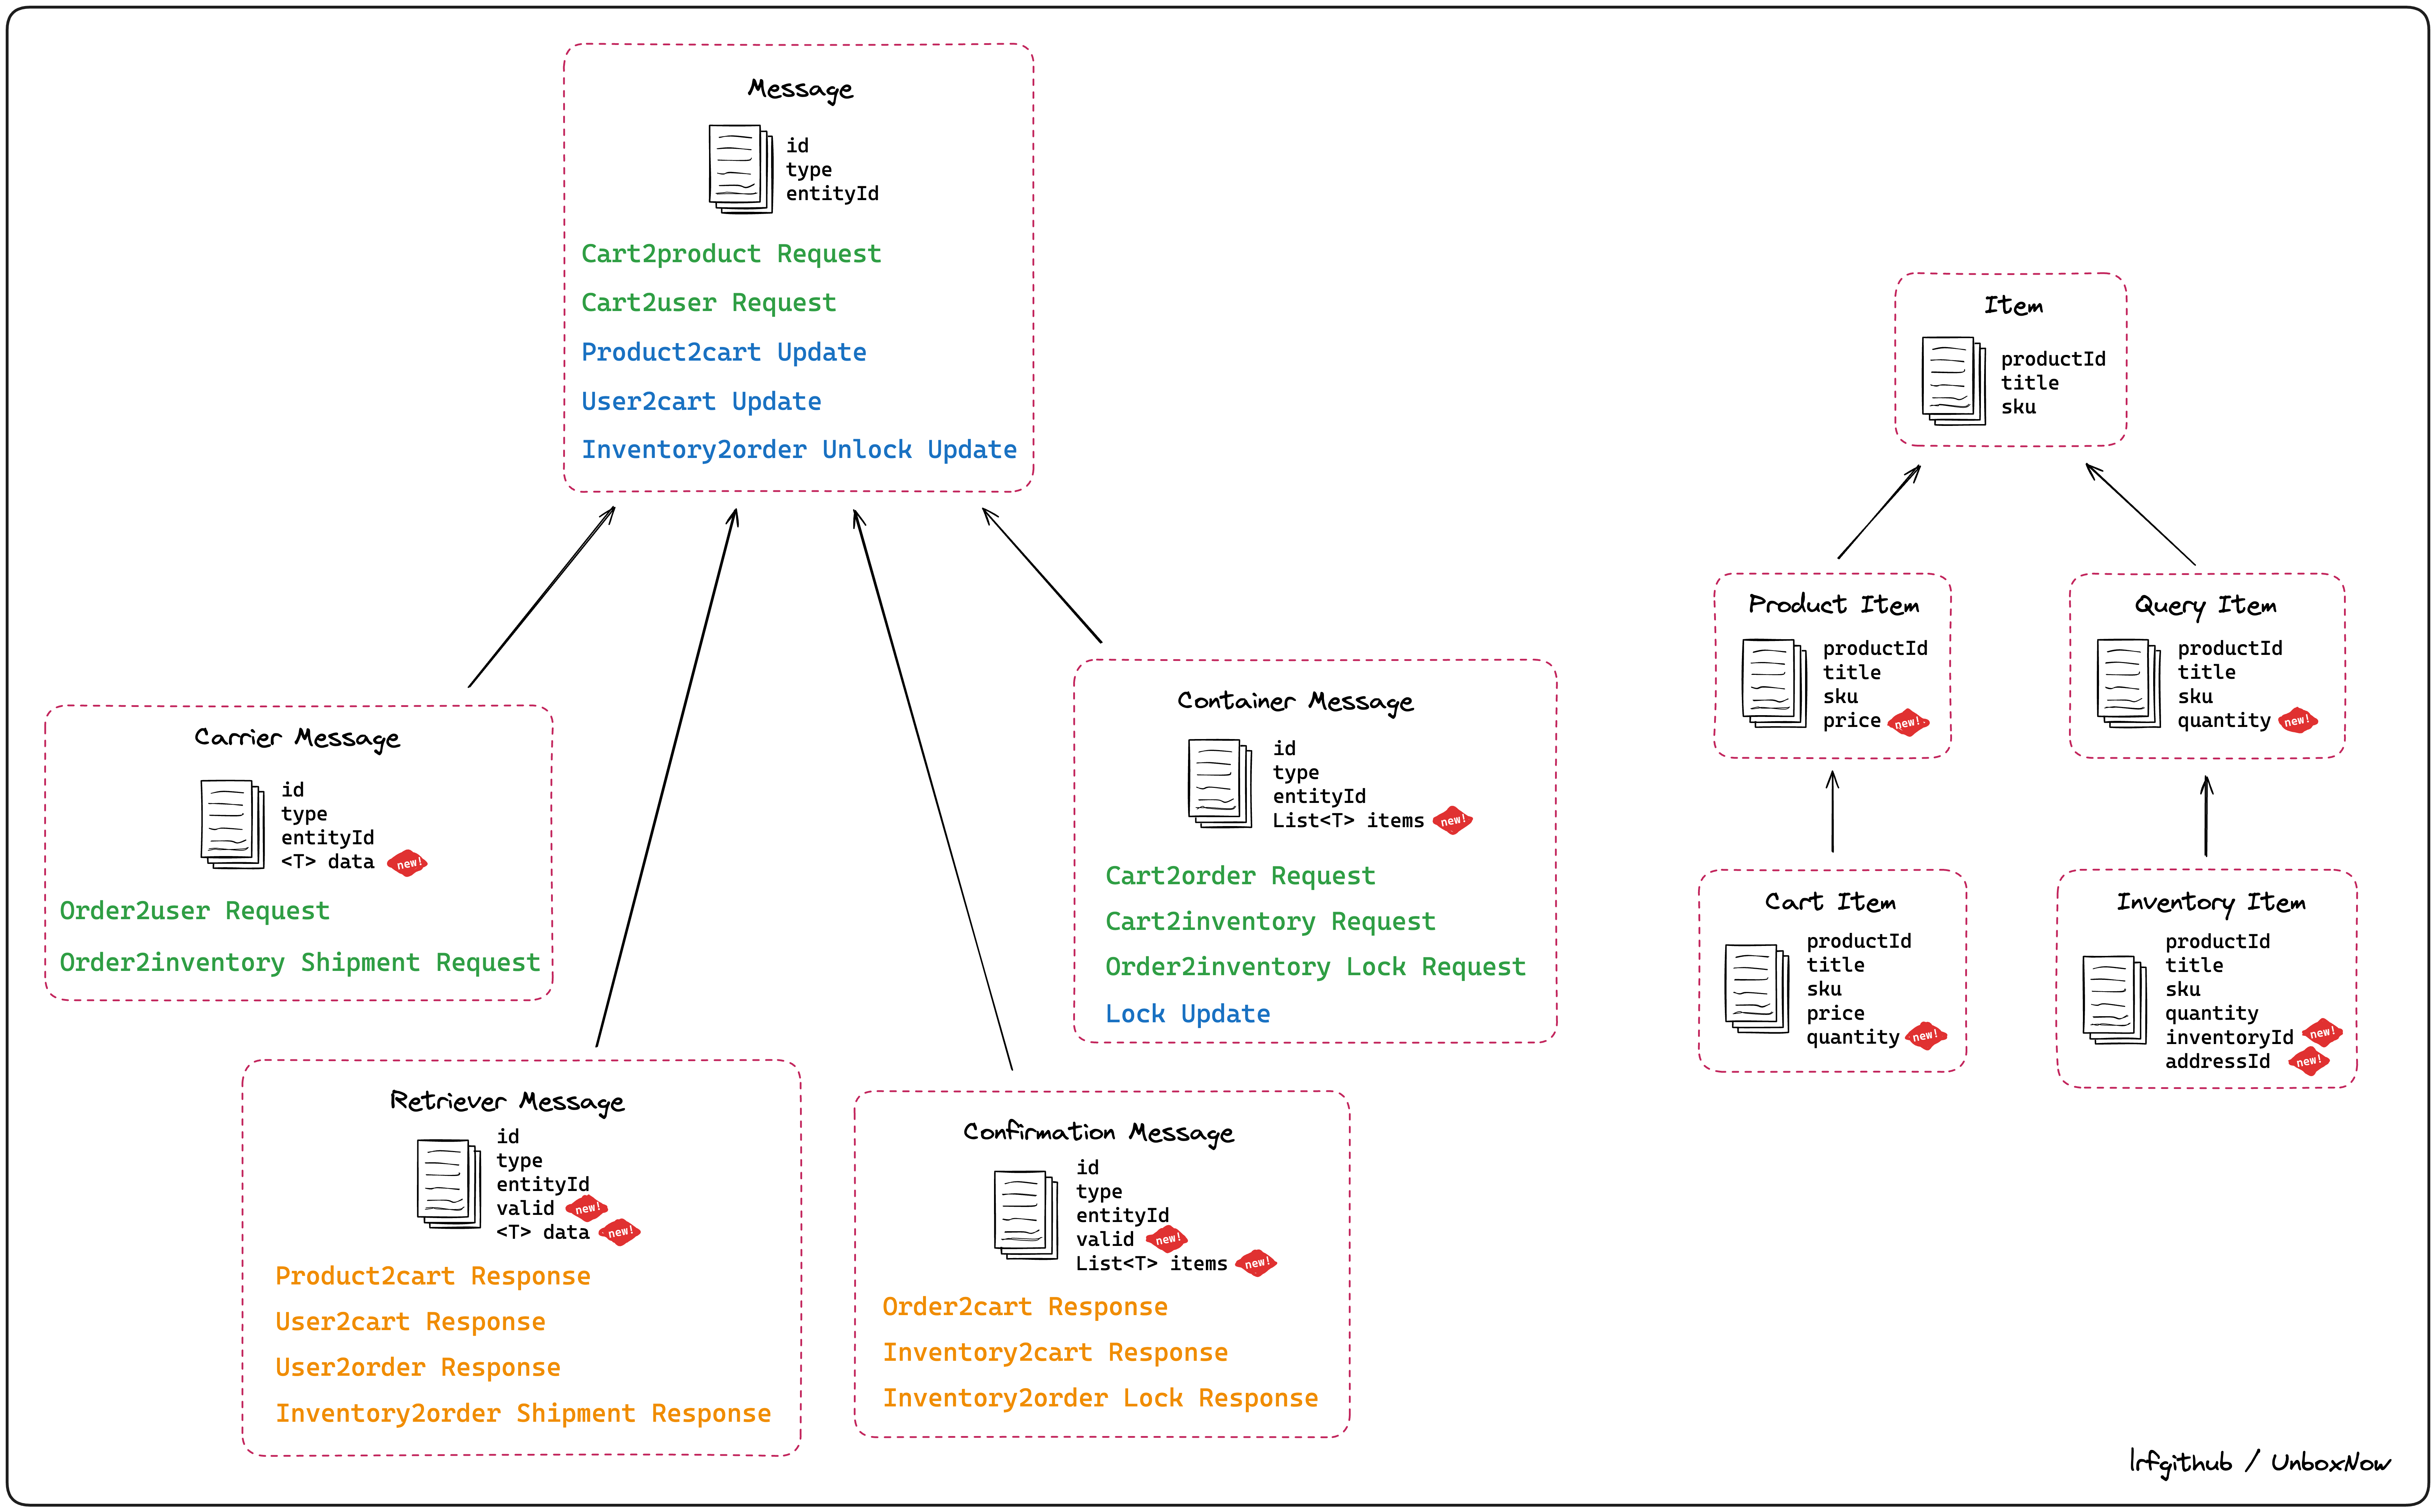 Message
id
type
entityId
Cart2product Request
Cart2user Request
Product2cart Update
User2cart Update
Inventory2order Unlock Update
Carrier Message
id
type
entityId
<T> data new!
Order2user Request
Order2inventory Shipment Request
Retriever Message
id
type
entityId
valid new!
<T> data new!
Product2cart Response
User2cart Response
User2order Response
Inventory2order Shipment Response
Confirmation Message
id
type
entityId
valid new!
List<T> items new!
Order2cart Response
Inventory2cart Response
Inventory2order Lock Response
Container Message
id
type
entityId
List<T> items new!
Cart2order Request
Cart2inventory Request
Order2inventory Lock Request
Lock Update
Item
productId
title
sku
Product Item
productId
title
sku
price new!
Query Item
productId
title
sku
quantity new!
Cart Item
productId
title
sku
price
quantity new!
Inventory Item
productId
title
sku
quantity
inventoryId new!
addressId new!
lrfgithub / UnboxNow